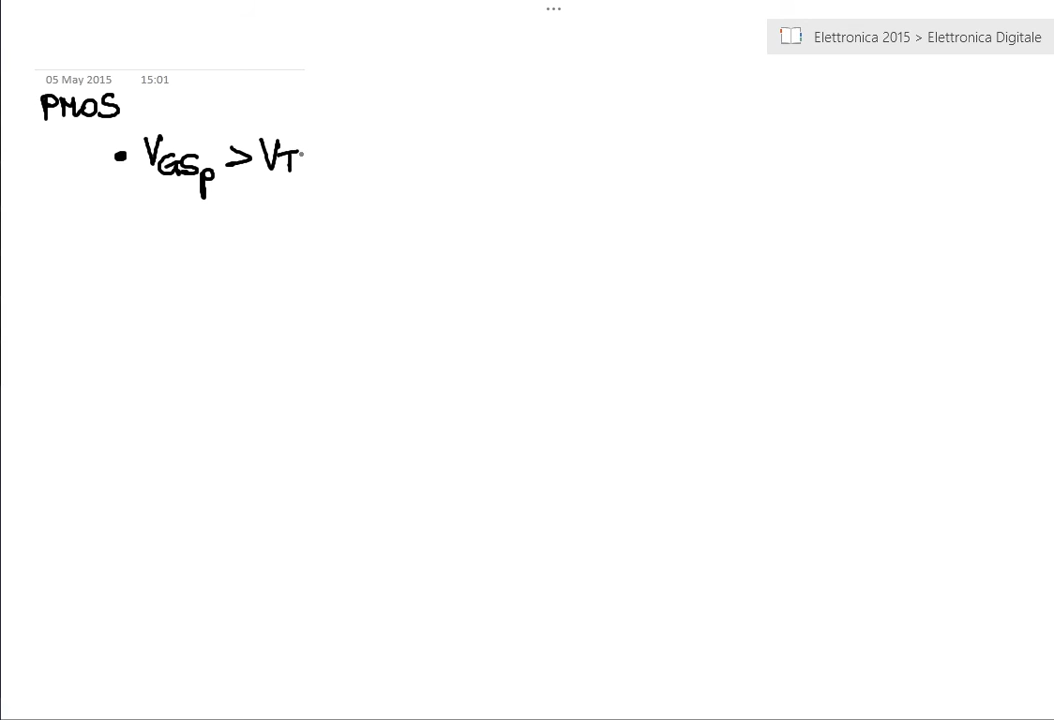 ...
Elettronica 2015 > Elettronica Digitale
05 May 2015 15:01
PMOS
• VGSp > VT